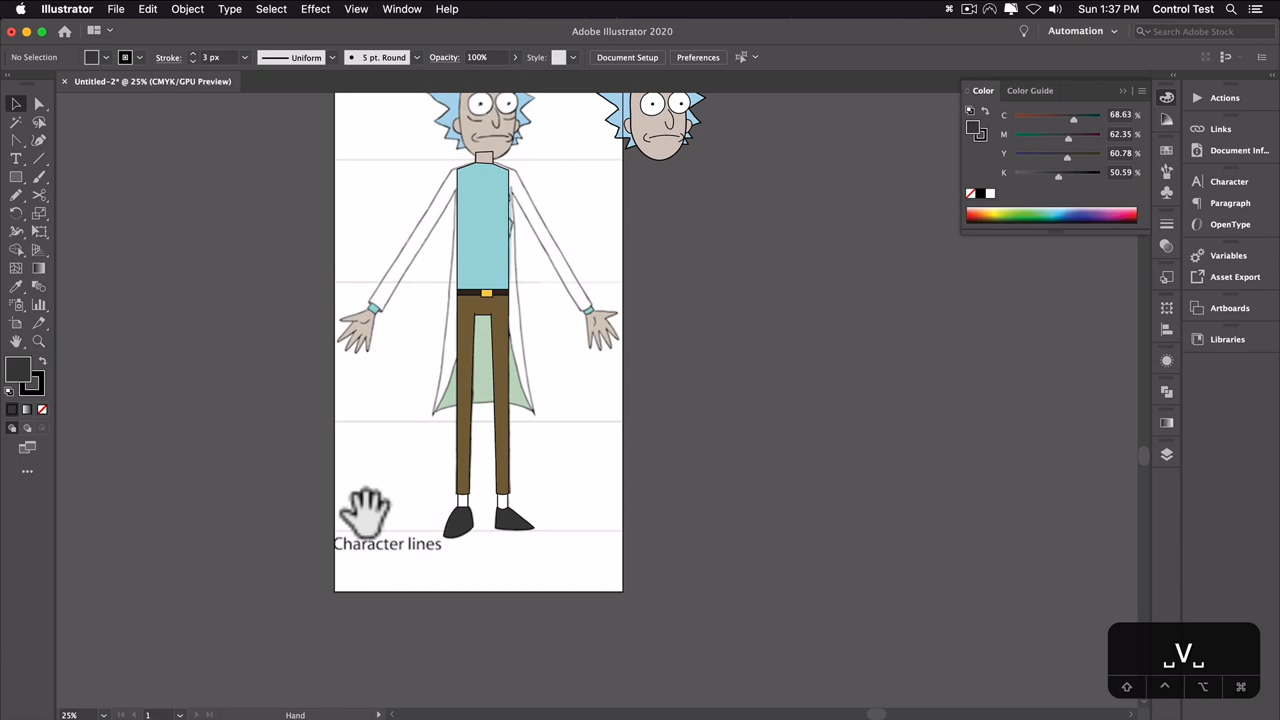 Illustrator File Edit Object Type Select Effect View Window Help
Sun 1:37 PM Control Test
Adobe Illustrator 2020
Automation
Search Adobe Stock
No Selection
Stroke: 3 px
Uniform
5 pt. Round
Opacity: 100%
Style:
Document Setup
Preferences
Untitled-2* @ 25% (CMYK/GPU Preview)
Color Color Guide
C 68.63 %
M 62.35 %
Y 60.78 %
K 50.59 %
Actions
Links
Document Inf...
Character
Paragraph
OpenType
Variables
Asset Export
Artboards
Libraries
Character lines
V
25%
1
Hand